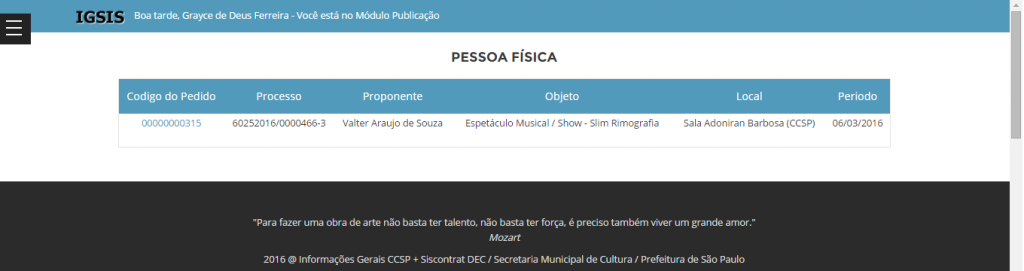 IGSIS Boa tarde, Grayce de Deus Ferreira - Você está no Módulo Publicação
PESSOA FÍSICA
Codigo do Pedido Processo Proponente Objeto Local Periodo
00000000315 60252016/0000466-3 Valter Araujo de Souza Espetáculo Musical / Show - Slim Rimografia Sala Adoniran Barbosa (CCSP) 06/03/2016
"Para fazer uma obra de arte não basta ter talento, não basta ter força, é preciso também viver um grande amor."
Mozart
2016 @ Informações Gerais CCSP + Siscontrat DEC / Secretaria Municipal de Cultura / Prefeitura de São Paulo